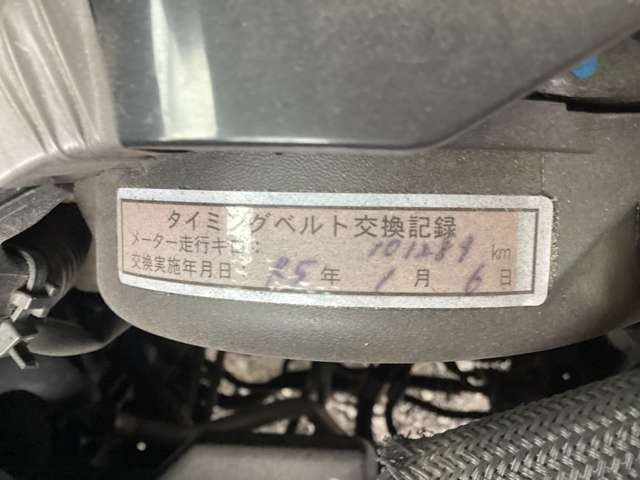 タイミングベルト交換記録
メーター走行キロ: 101289 km
交換実施年月日: 25年 1月 6日